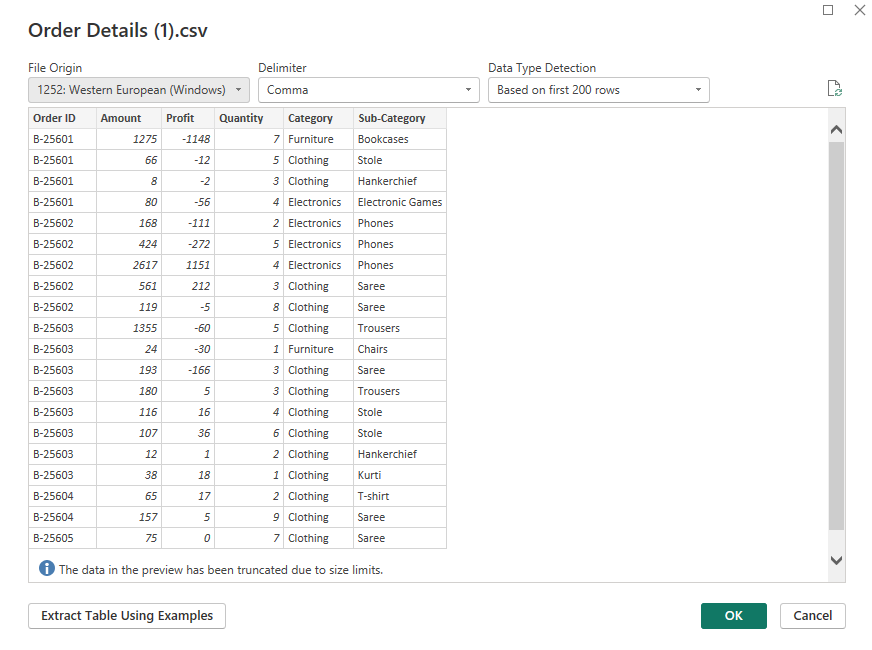 Order Details (1).csv
File Origin Delimiter Data Type Detection
1252: Western European (Windows) Comma Based on first 200 rows
Order ID Amount Profit Quantity Category Sub-Category
B-25601 1275 -1148 7 Furniture Bookcases
B-25601 66 -12 5 Clothing Stole
B-25601 8 -2 3 Clothing Hankerchief
B-25601 80 -56 4 Electronics Electronic Games
B-25602 168 -111 2 Electronics Phones
B-25602 424 -272 5 Electronics Phones
B-25602 2617 1151 4 Electronics Phones
B-25602 561 212 3 Clothing Saree
B-25602 119 -5 8 Clothing Saree
B-25603 1355 -60 5 Clothing Trousers
B-25603 24 -30 1 Furniture Chairs
B-25603 193 -166 3 Clothing Saree
B-25603 180 5 3 Clothing Trousers
B-25603 116 16 4 Clothing Stole
B-25603 107 36 6 Clothing Stole
B-25603 12 1 2 Clothing Hankerchief
B-25603 38 18 1 Clothing Kurti
B-25604 65 17 2 Clothing T-shirt
B-25604 157 5 9 Clothing Saree
B-25605 75 0 7 Clothing Saree
The data in the preview has been truncated due to size limits.
Extract Table Using Examples OK Cancel